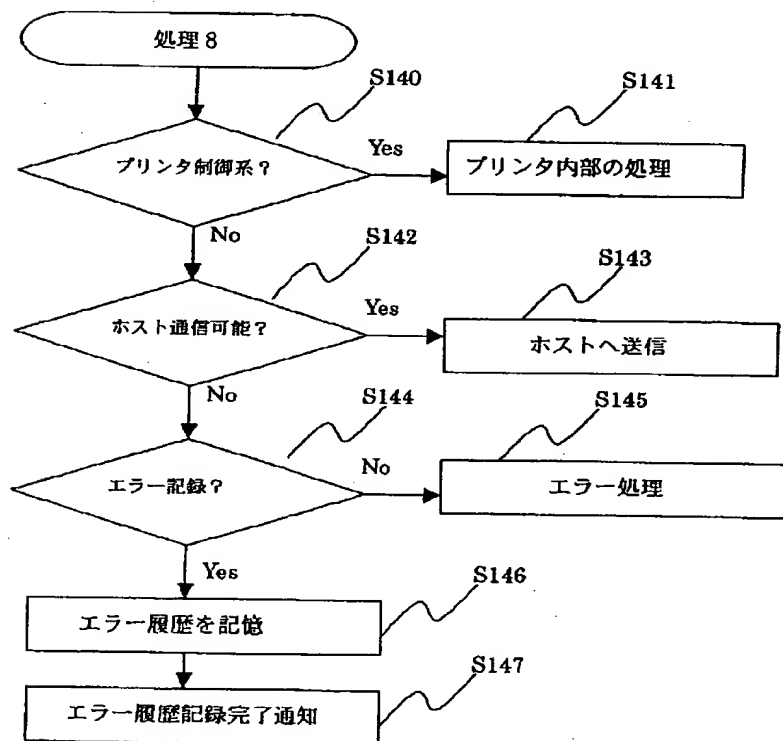 処理8
S140
プリンタ制御系?
Yes
S141
プリンタ内部の処理
No
S142
ホスト通信可能?
Yes
S143
ホストへ送信
No
S144
エラー記録?
No
S145
エラー処理
Yes
S146
エラー履歴を記憶
S147
エラー履歴記録完了通知